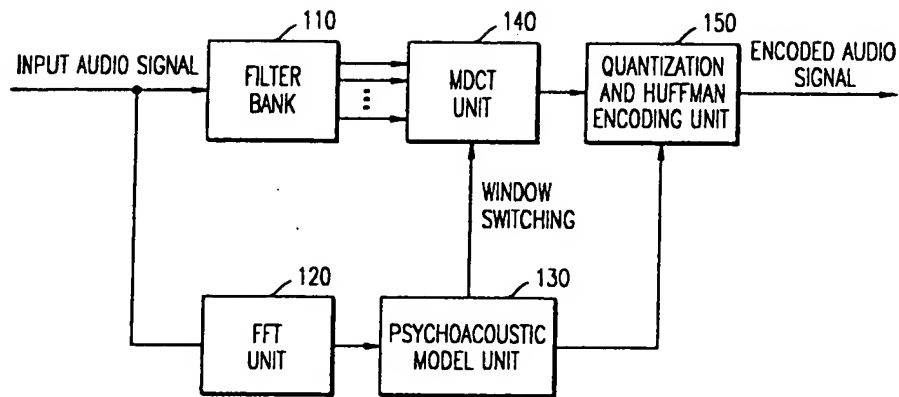 110
140
150
INPUT AUDIO SIGNAL
FILTER
BANK
MDCT
UNIT
QUANTIZATION
AND HUFFMAN
ENCODING UNIT
ENCODED AUDIO
SIGNAL
WINDOW
SWITCHING
120
130
FFT
UNIT
PSYCHOACOUSTIC
MODEL UNIT